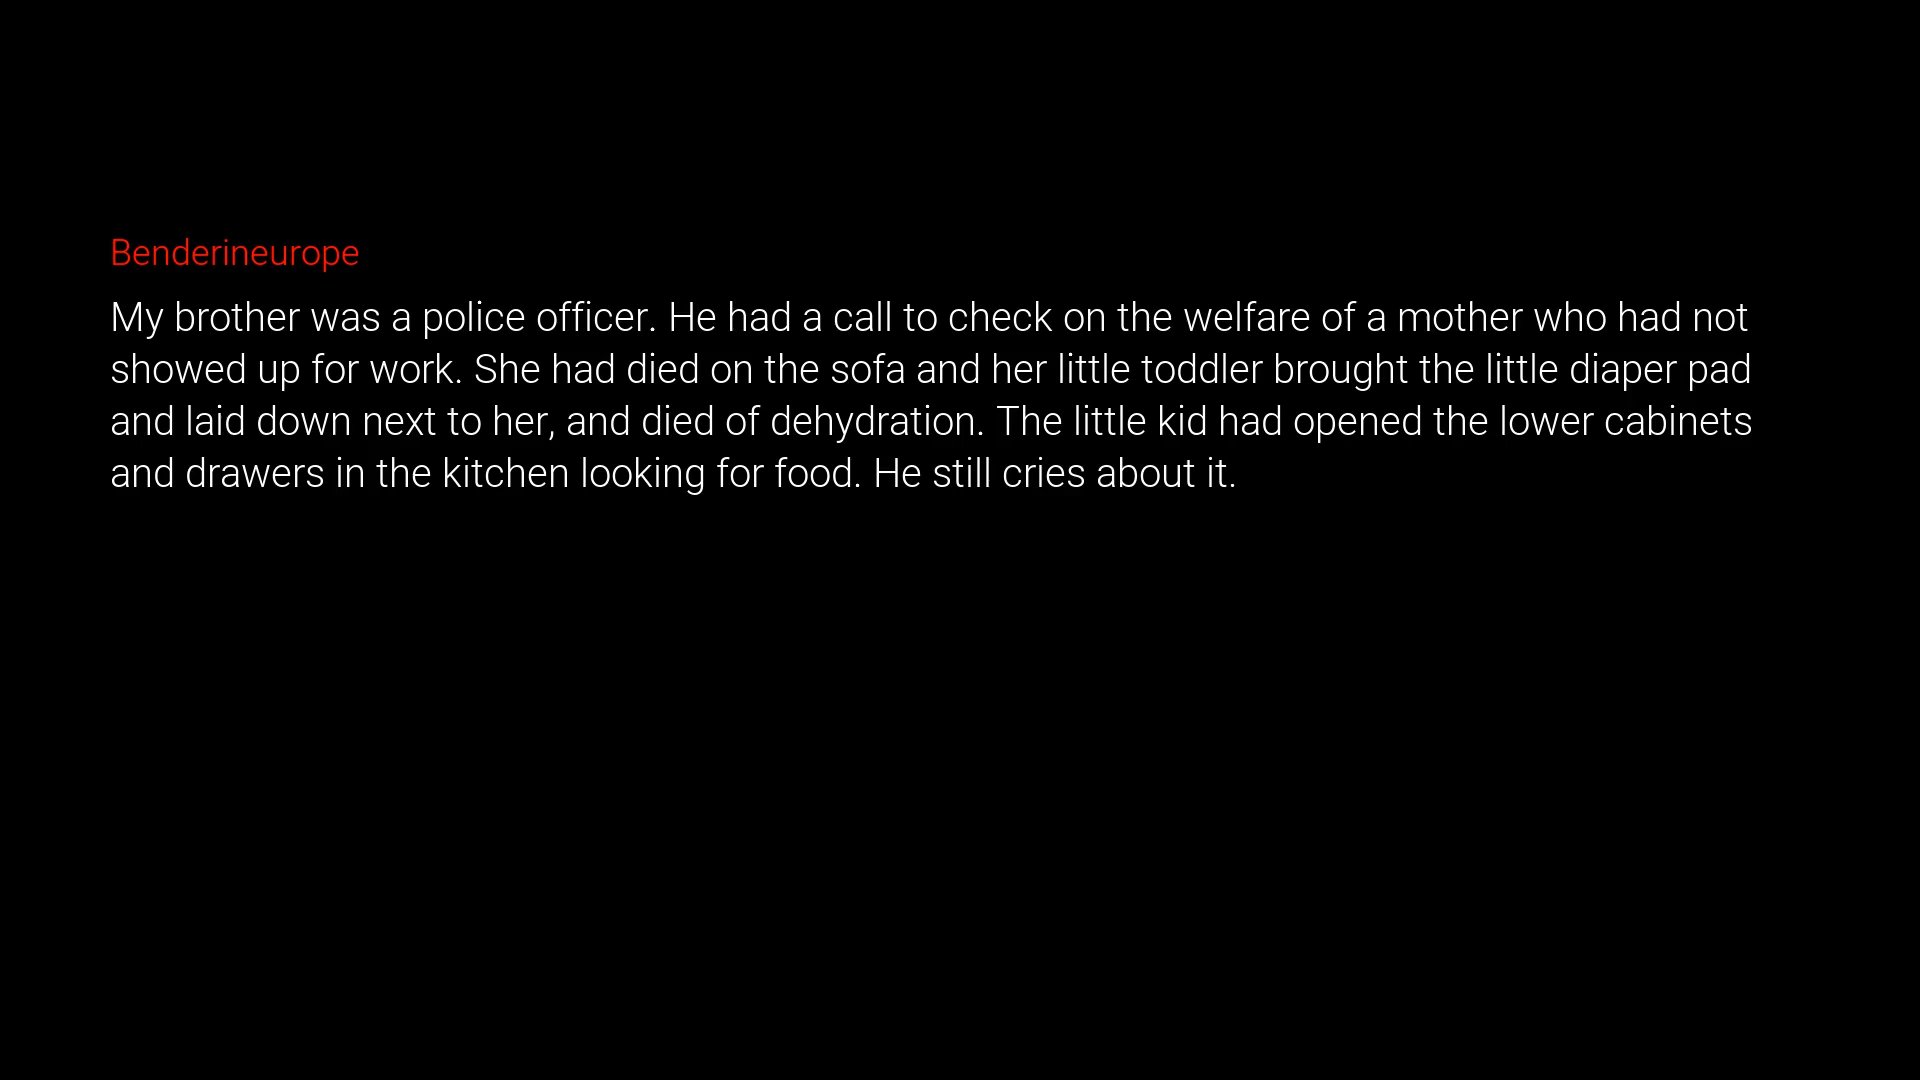 Benderineurope
My brother was a police officer. He had a call to check on the welfare of a mother who had not
showed up for work. She had died on the sofa and her little toddler brought the little diaper pad
and laid down next to her, and died of dehydration. The little kid had opened the lower cabinets
and drawers in the kitchen looking for food. He still cries about it.